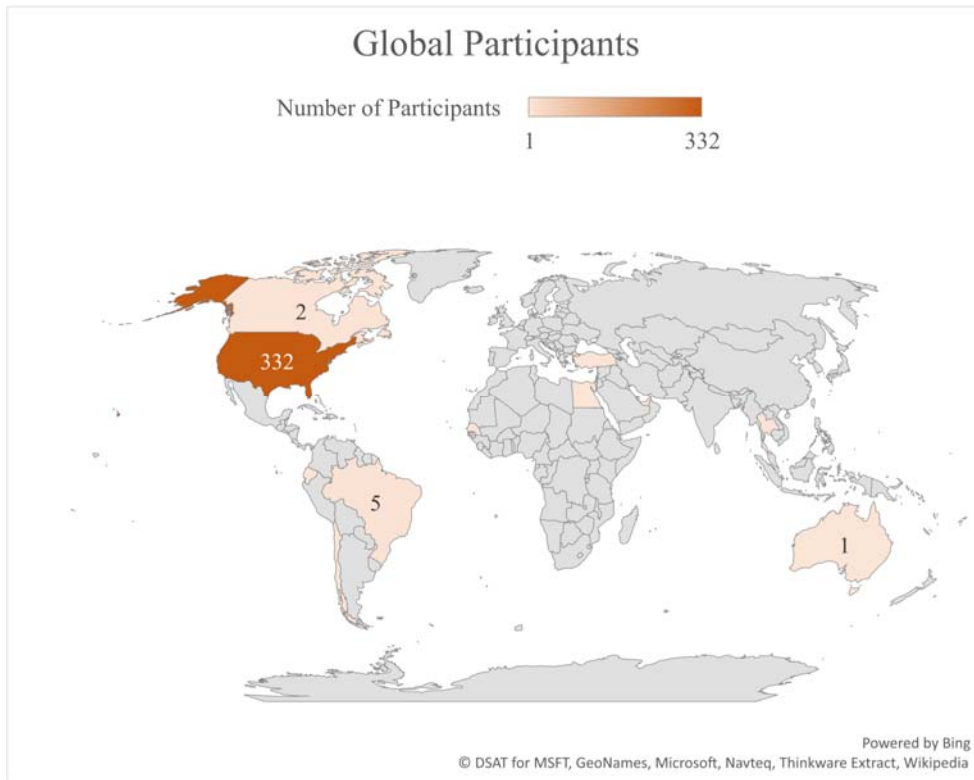 Global Participants
Number of Participants
1 332
2
332
5
1
Powered by Bing
© DSAT for MSFT, GeoNames, Microsoft, Navteq, Thinkware Extract, Wikipedia